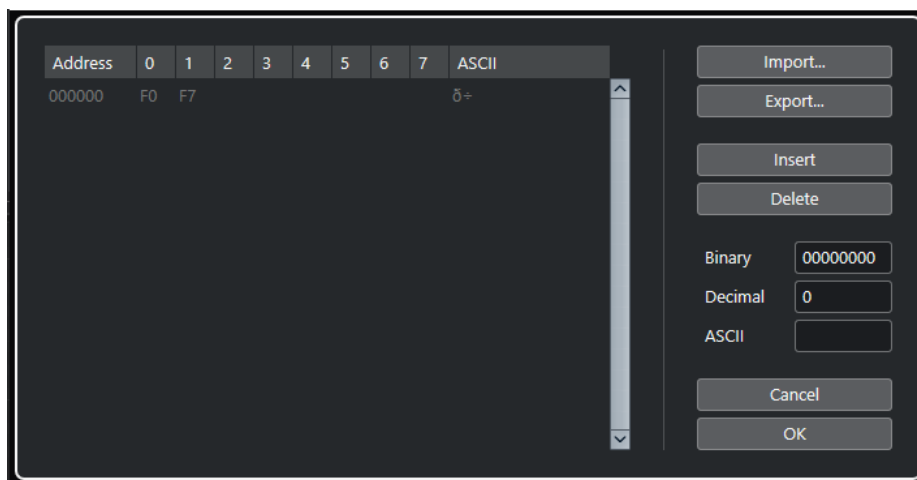 Address 0 1 2 3 4 5 6 7 ASCII
000000 F0 F7 ð÷
Import...
Export...
Insert
Delete
Binary 00000000
Decimal 0
ASCII
Cancel
OK